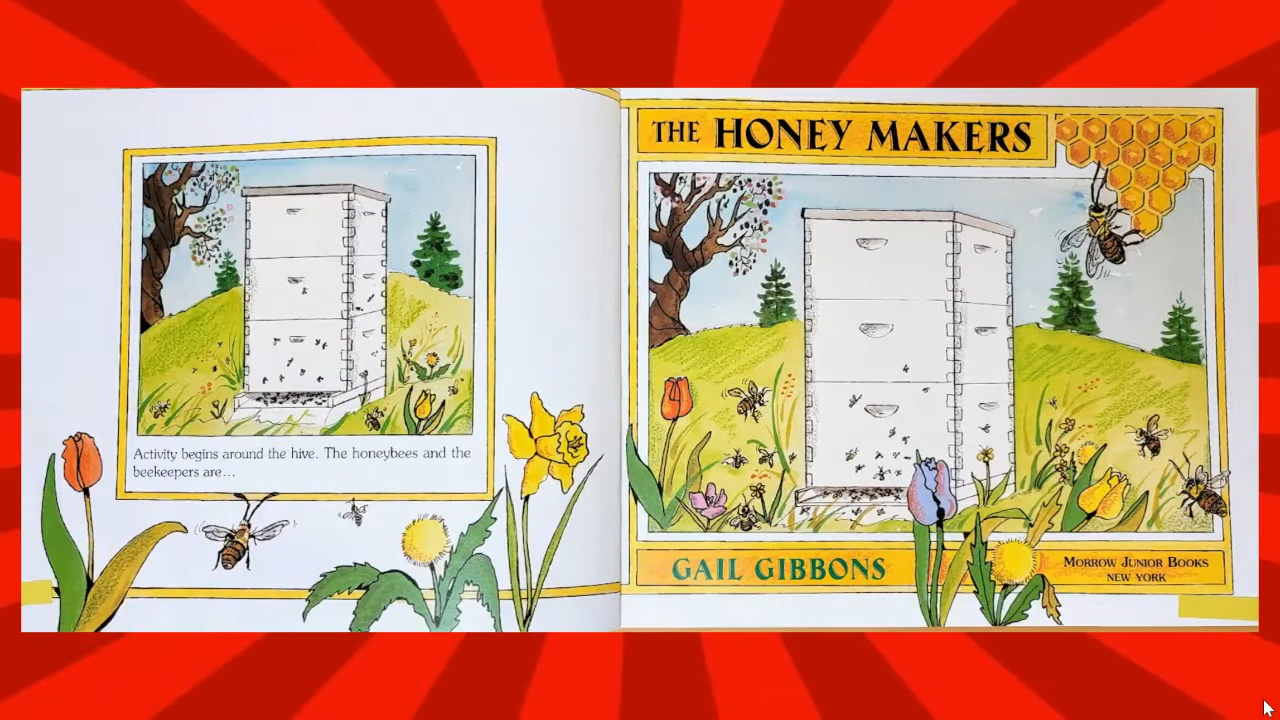 Activity begins around the hive. The honeybees and the
beekeepers are...
THE HONEY MAKERS
GAIL GIBBONS
MORROW JUNIOR BOOKS
NEW YORK